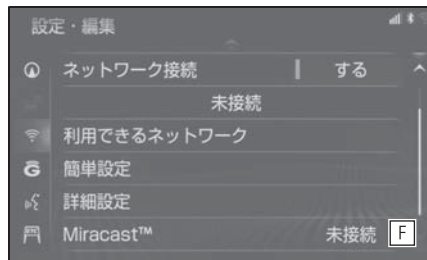 設定・編集
ネットワーク接続 する
未接続
利用できるネットワーク
G 簡単設定
詳細設定
Miracast™ 未接続 F